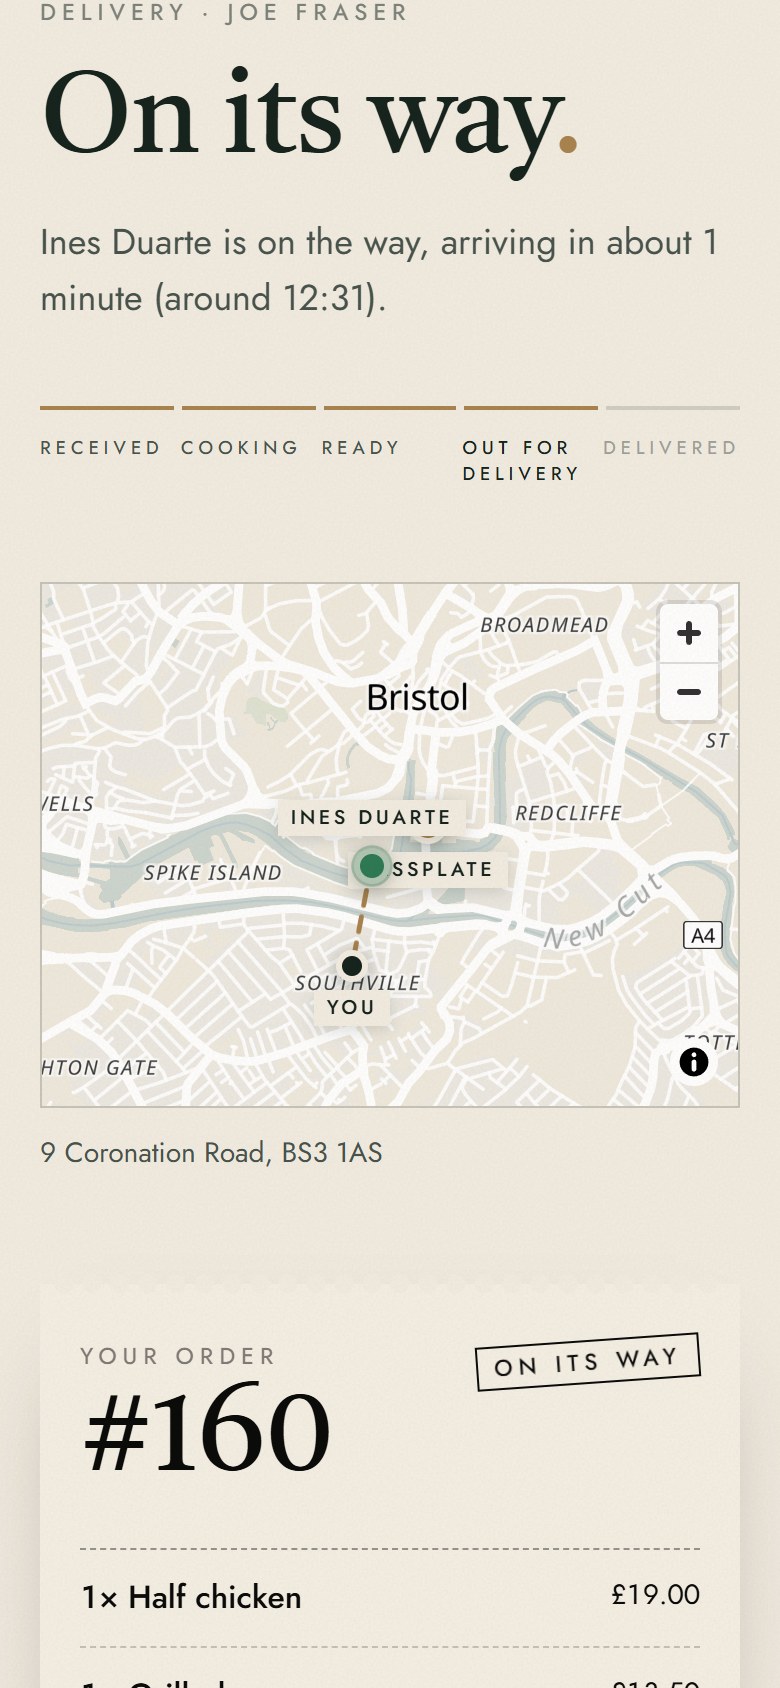 DELIVERY · JOE FRASER
On its way.
Ines Duarte is on the way, arriving in about 1
minute (around 12:31).
RECEIVED
COOKING
READY
OUT FOR
DELIVERY
DELIVERED
BROADMEAD
+
Bristol
−
ST
VELLS
INES DUARTE
REDCLIFFE
SPIKE ISLAND
SSPLATE
New Cut
A4
SOUTHVILLE
YOU
TOTT
HTON GATE
9 Coronation Road, BS3 1AS
YOUR ORDER
ON ITS WAY
#160
1× Half chicken
£19.00